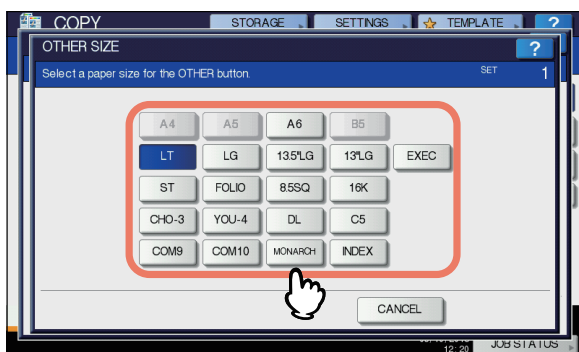 COPY STORAGE SETTINGS TEMPLATE ?
OTHER SIZE ?
Select a paper size for the OTHER button. SET 1
A4 A5 A6 B5
LT LG 13.5"LG 13"LG EXEC
ST FOLIO 8.5SQ 16K
CHO-3 YOU-4 DL C5
COM9 COM10 MONARCH INDEX
CANCEL
12:20 JOB STATUS